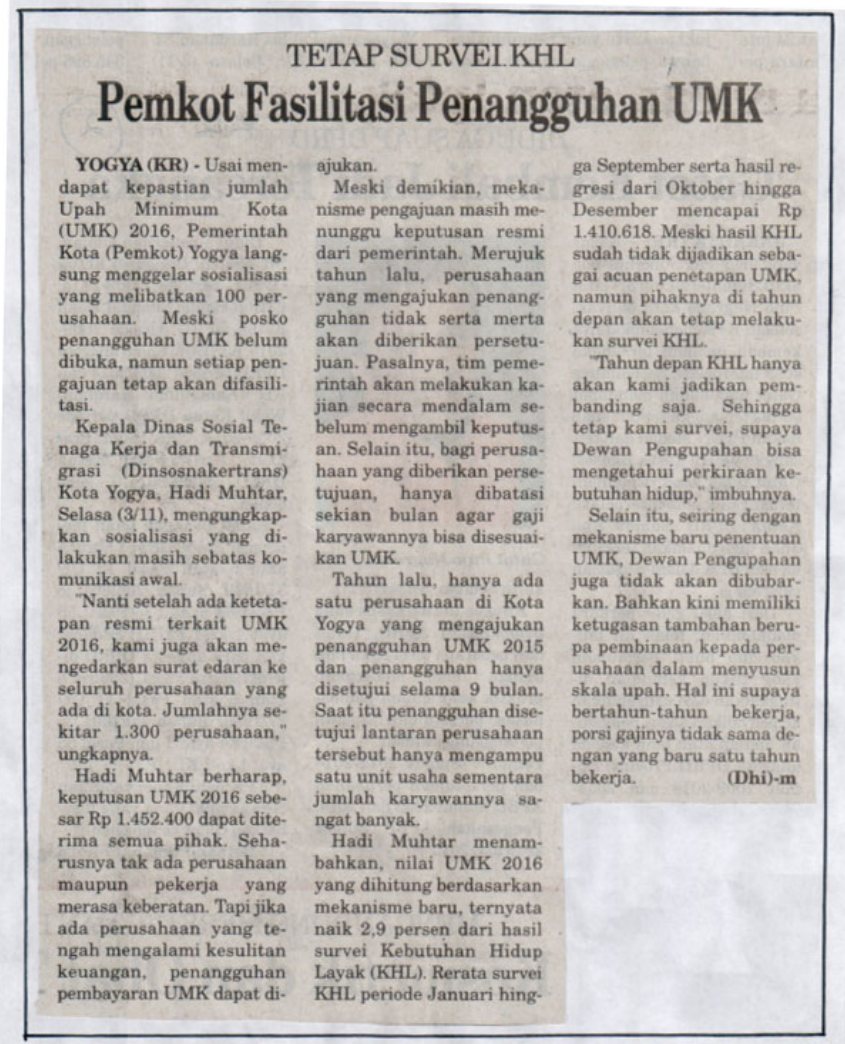 TETAP SURVEI KHL
Pemkot Fasilitasi Penangguhan UMK
YOGYA (KR) - Usai men-
dapat kepastian jumlah
Upah Minimum Kota
(UMK) 2016, Pemerintah
Kota (Pemkot) Yogya lang-
sung menggelar sosialisasi
yang melibatkan 100 per-
usahaan. Meski posko
penangguhan UMK belum
dibuka, namun setiap pen-
gajuan tetap akan difasili-
tasi.
Kepala Dinas Sosial Te-
naga Kerja dan Transmi-
grasi (Dinsosnakertrans)
Kota Yogya, Hadi Muhtar,
Selasa (3/11), mengungkap-
kan sosialisasi yang di-
lakukan masih sebatas ko-
munikasi awal.
"Nanti setelah ada keteta-
pan resmi terkait UMK
2016, kami juga akan me-
ngedarkan surat edaran ke
seluruh perusahaan yang
ada di kota. Jumlahnya se-
kitar 1.300 perusahaan,"
ungkapnya.
Hadi Muhtar berharap,
keputusan UMK 2016 sebe-
sar Rp 1.452.400 dapat dite-
rima semua pihak. Seha-
rusnya tak ada perusahaan
maupun pekerja yang
merasa keberatan. Tapi jika
ada perusahaan yang te-
ngah mengalami kesulitan
keuangan, penangguhan
pembayaran UMK dapat di-
ajukan.
Meski demikian, meka-
nisme pengajuan masih me-
nunggu keputusan resmi
dari pemerintah. Merujuk
tahun lalu, perusahaan
yang mengajukan penang-
guhan tidak serta merta
akan diberikan persetu-
juan. Pasalnya, tim peme-
rintah akan melakukan ka-
jian secara mendalam se-
belum mengambil keputus-
an. Selain itu, bagi perusa-
haan yang diberikan perse-
tujuan, hanya dibatasi
sekian bulan agar gaji
karyawannya bisa disesuai-
kan UMK.
Tahun lalu, hanya ada
satu perusahaan di Kota
Yogya yang mengajukan
penangguhan UMK 2015
dan penangguhan hanya
disetujui selama 9 bulan.
Saat itu penangguhan dise-
tujui lantaran perusahaan
tersebut hanya mengampu
satu unit usaha sementara
jumlah karyawannya sa-
ngat banyak.
Hadi Muhtar menam-
bahkan, nilai UMK 2016
yang dihitung berdasarkan
mekanisme baru, ternyata
naik 2,9 persen dari hasil
survei Kebutuhan Hidup
Layak (KHL). Rerata survei
KHL periode Januari hing-
ga September serta hasil re-
gresi dari Oktober hingga
Desember mencapai Rp
1.410.618. Meski hasil KHL
sudah tidak dijadikan seba-
gai acuan penetapan UMK,
namun pihaknya di tahun
depan akan tetap melaku-
kan survei KHL.
"Tahun depan KHL hanya
akan kami jadikan pem-
banding saja. Sehingga
tetap kami survei, supaya
Dewan Pengupahan bisa
mengetahui perkiraan ke-
butuhan hidup," imbuhnya.
Selain itu, seiring dengan
mekanisme baru penentuan
UMK, Dewan Pengupahan
juga tidak akan dibubar-
kan. Bahkan kini memiliki
ketugasan tambahan beru-
pa pembinaan kepada per-
usahaan dalam menyusun
skala upah. Hal ini supaya
bertahun-tahun bekerja,
porsi gajinya tidak sama de-
ngan yang baru satu tahun
bekerja. (Dhi)-m